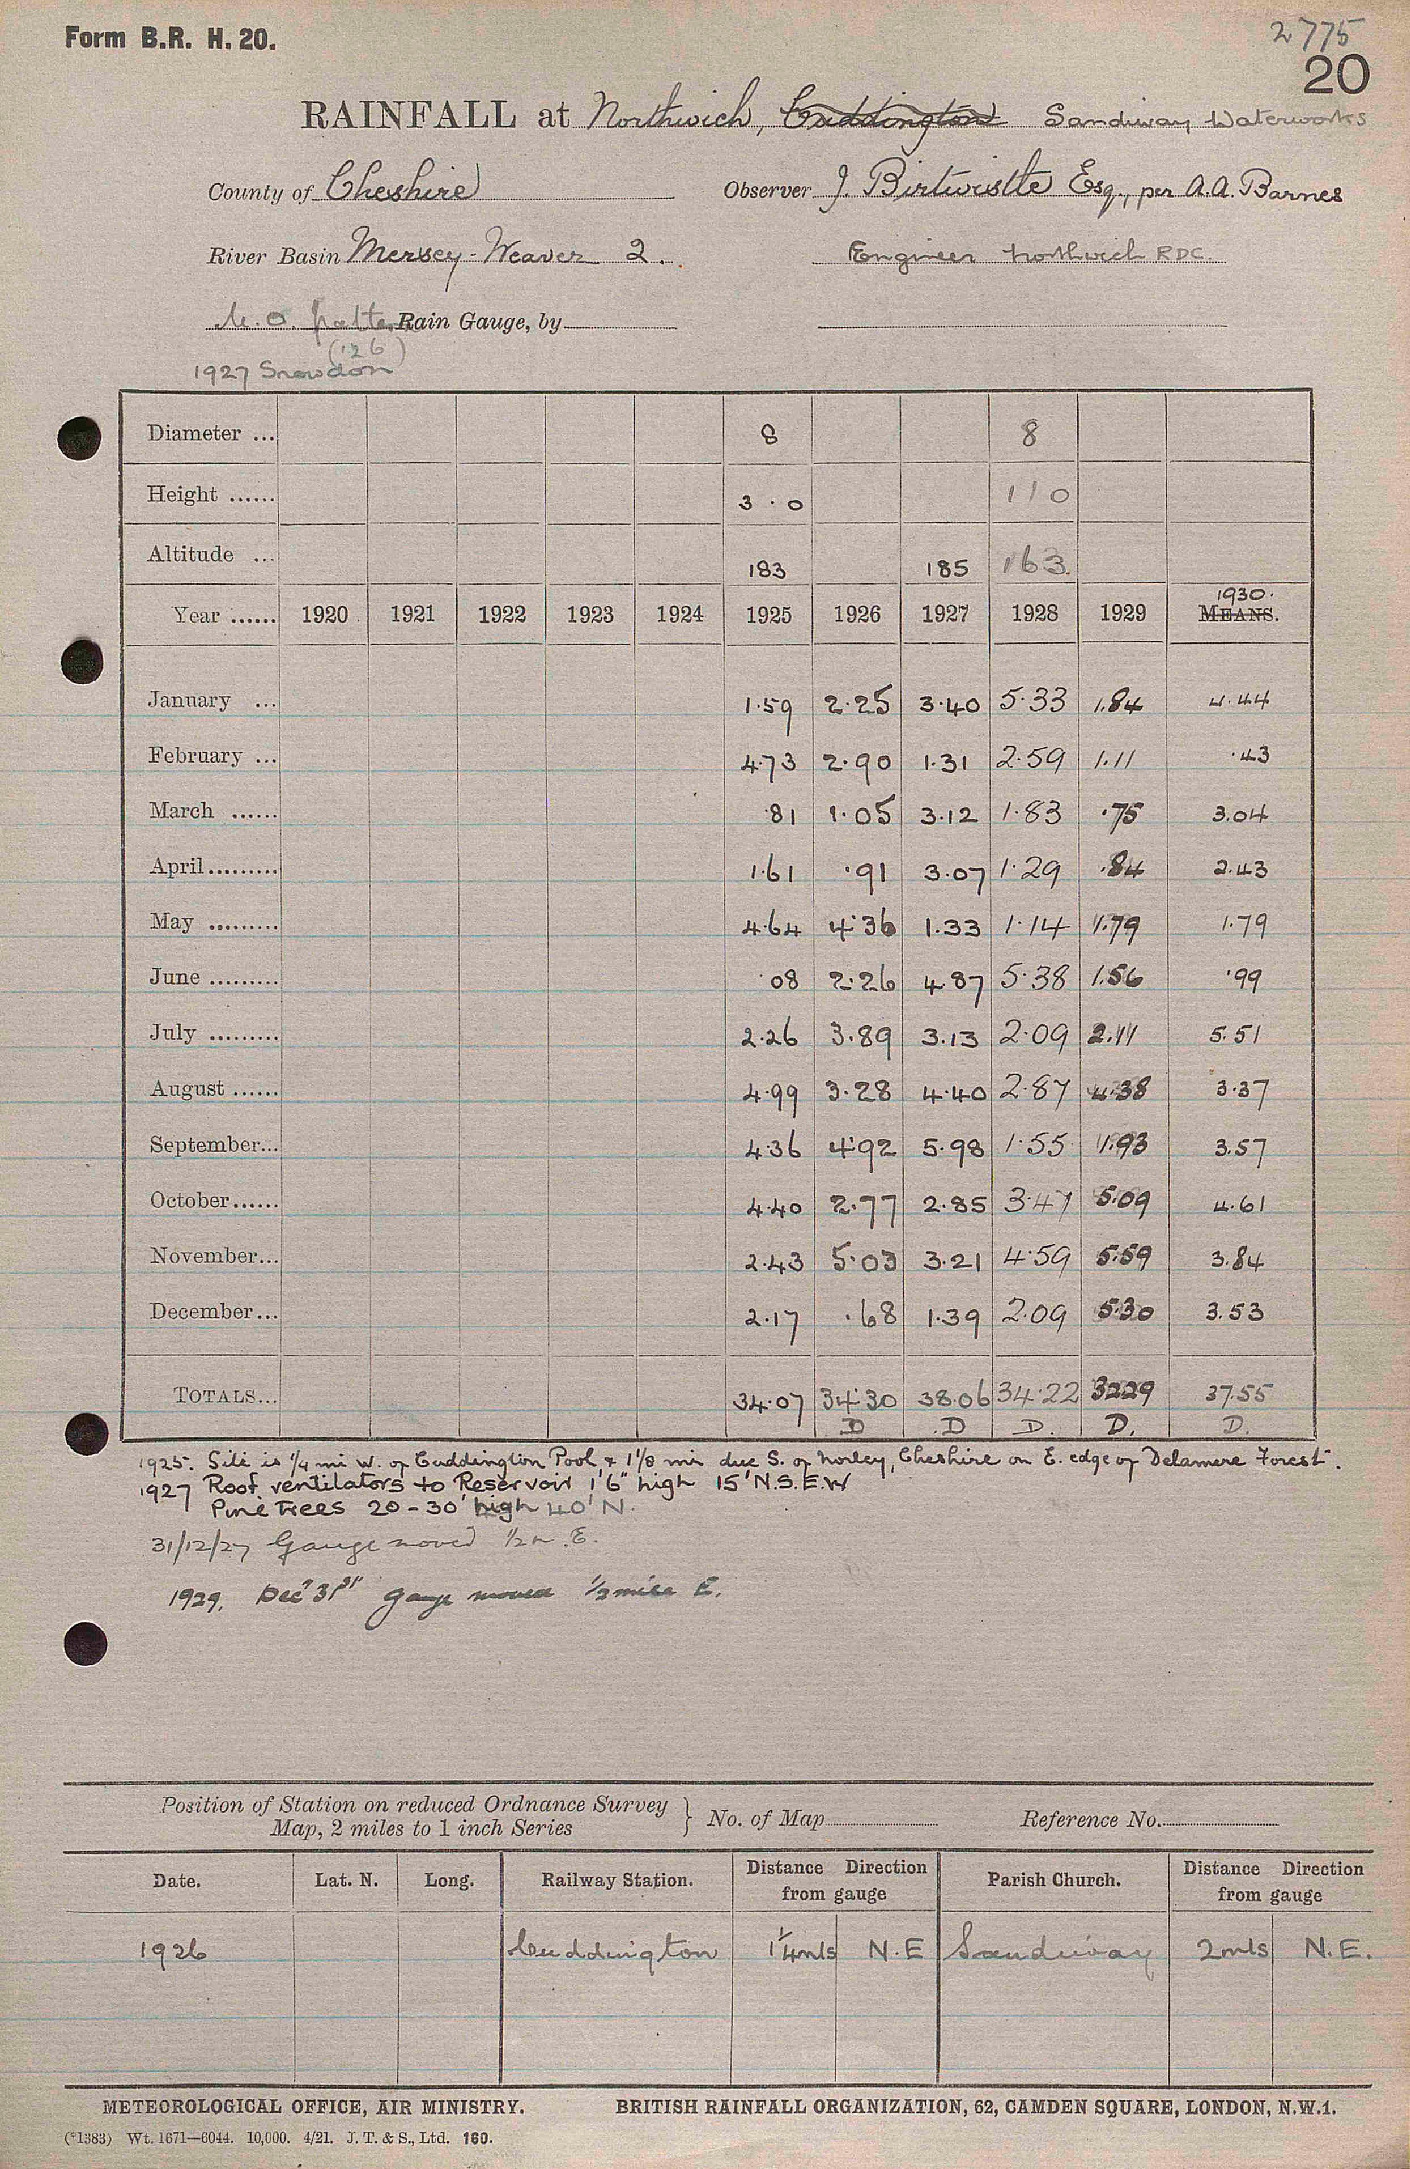 Form B.R. H. 20.
2775
20
RAINFALL at Northwich, Cuddington Sandiway Waterworks
County of Cheshire Observer J. Birtwistle Esq., per A.A. Barnes
River Basin Mersey-Weaver 2. Engineer Northwich RDC.
M.O. pattern Rain Gauge, by
('26)
1927 Snowdon
Diameter ... 8 8
Height ...... 3·0 110
Altitude ... 183 185 163.
1930.
Year ...... 1920 1921 1922 1923 1924 1925 1926 1927 1928 1929 MEANS.
January ... 1·59 2·25 3·40 5·33 1.84 4.44
February ... 4·73 2·90 1·31 2·59 1.11 ·43
March ...... ·81 1·05 3·12 1·83 ·75 3.04
April......... 1·61 ·91 3·07 1·29 ·84 2.43
May ......... 4·64 4·36 1.33 1·14 1.79 1·79
June ......... ·08 2·26 4·87 5·38 1.56 ·99
July ......... 2·26 3·89 3·13 2·09 2.11 5.51
August ...... 4·99 3·28 4·40 2·87 4.38 3·37
September... 4·36 4·92 5·98 1·55 1.93 3.57
October...... 4·40 2·77 2·85 3·47 5·09 4·61
November... 2·43 5·03 3·21 4·59 5.59 3.84
December... 2·17 ·68 1·39 2·09 5·30 3.53
TOTALS... 34·07 34·30 38·06 34·22 3229 37.55
D D D. D. D.
1925. Site is 1/4 mi W. of Cuddington Pool, & 1 1/8 mi due S. of Norley, Cheshire on E. edge of Delamere Forest.
1927 Roof ventilators to Reservoir 1'6" high 15' N.S.E.W
Pine Trees 20-30' high 40' N.
31/12/27 Gauge moved 1/2 m. E.
1929. Dec 31st gauge moved 1/2 mile E.
Position of Station on reduced Ordnance Survey
Map, 2 miles to 1 inch Series } No. of Map Reference No.
Date. Lat. N. Long. Railway Station. Distance Direction from gauge Parish Church. Distance Direction from gauge
1926 Cuddington 1 1/4 mls N.E Sandiway 2 mls N.E.
METEOROLOGICAL OFFICE, AIR MINISTRY. BRITISH RAINFALL ORGANIZATION, 62, CAMDEN SQUARE, LONDON, N.W.1.
(*1383) Wt. 1671—6044. 10,000. 4/21. J. T. & S., Ltd. 160.